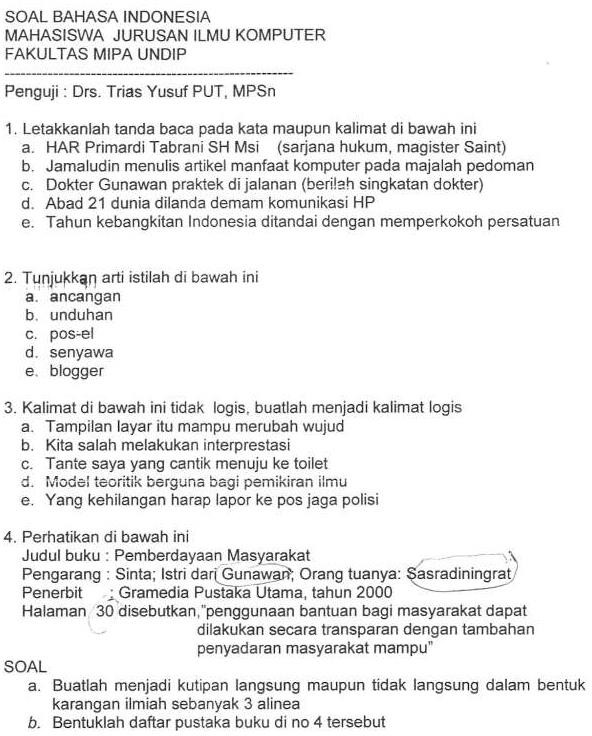 SOAL BAHASA INDONESIA
MAHASISWA JURUSAN ILMU KOMPUTER
FAKULTAS MIPA UNDIP
------------------------------------------------------------
Penguji : Drs. Trias Yusuf PUT, MPSn
1. Letakkanlah tanda baca pada kata maupun kalimat di bawah ini
a. HAR Primardi Tabrani SH Msi (sarjana hukum, magister Saint)
b. Jamaludin menulis artikel manfaat komputer pada majalah pedoman
c. Dokter Gunawan praktek di jalanan (berilah singkatan dokter)
d. Abad 21 dunia dilanda demam komunikasi HP
e. Tahun kebangkitan Indonesia ditandai dengan memperkokoh persatuan
2. Tunjukkan arti istilah di bawah ini
a. ancangan
b. unduhan
c. pos-el
d. senyawa
e. blogger
3. Kalimat di bawah ini tidak logis, buatlah menjadi kalimat logis
a. Tampilan layar itu mampu merubah wujud
b. Kita salah melakukan interprestasi
c. Tante saya yang cantik menuju ke toilet
d. Model teoritik berguna bagi pemikiran ilmu
e. Yang kehilangan harap lapor ke pos jaga polisi
4. Perhatikan di bawah ini
Judul buku : Pemberdayaan Masyarakat
Pengarang : Sinta; Istri dari Gunawan; Orang tuanya: Sasradiningrat
Penerbit : Gramedia Pustaka Utama, tahun 2000
Halaman 30 disebutkan,"penggunaan bantuan bagi masyarakat dapat
dilakukan secara transparan dengan tambahan
penyadaran masyarakat mampu"
SOAL
a. Buatlah menjadi kutipan langsung maupun tidak langsung dalam bentuk
karangan ilmiah sebanyak 3 alinea
b. Bentuklah daftar pustaka buku di no 4 tersebut